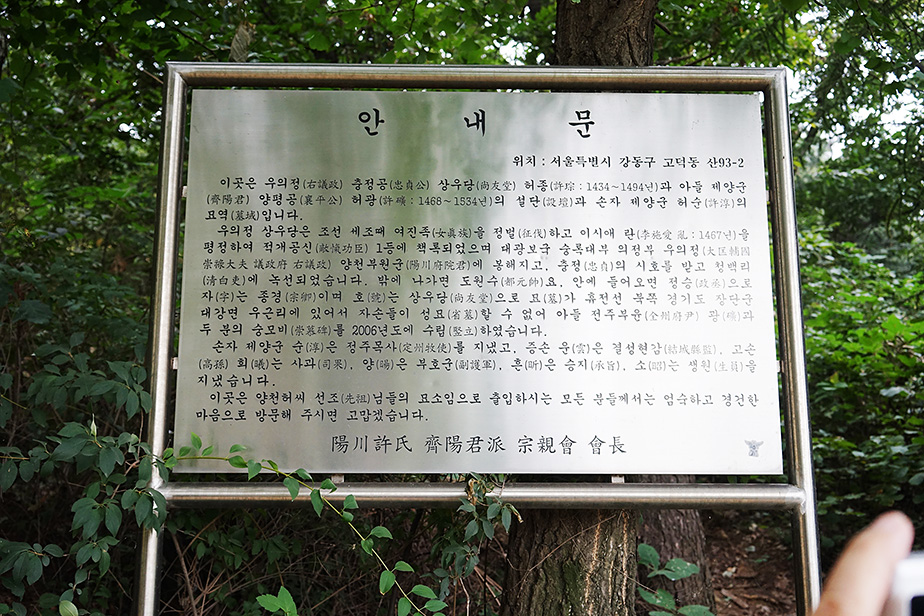 안 내 문
위치 : 서울특별시 강동구 고덕동 산93-2
이곳은 우의정(右議政) 충정공(忠貞公) 상우당(尚友堂) 허종(許琮 : 1434~1494년)과 아들 제양군
(齊陽君) 양평공(襄平公) 허광(許礦 : 1468~1534년)의 설단(設壇)과 손자 제양군 허순(許淳)의
묘역(墓域)입니다.
우의정 상우당은 조선 세조때 여진족(女眞族)을 정벌(征伐)하고 이시애 란(李施愛 亂 : 1467년)을
평정하여 적개공신(敵愾功臣) 1등에 책록되었으며 대광보군 숭록대부 의정부 우의정(大匡輔國
崇祿大夫 議政府 右議政) 양천부원군(陽川府院君)에 봉해지고, 충정(忠貞)의 시호를 받고 청백리
(清白吏)에 녹선되었습니다. 밖에 나가면 도원수(都元帥)요, 안에 들어오면 정승(政丞)으로
자(字)는 종경(宗卿)이며 호(號)는 상우당(尚友堂)으로 묘(墓)가 휴전선 북쪽 경기도 장단군
대강면 우근리에 있어서 자손들이 성묘(省墓)할 수 없어 아들 전주부윤(全州府尹) 광(礦)과
두 분의 숭모비(崇慕碑)를 2006년도에 수립(竪立)하였습니다.
손자 제양군 순(淳)은 정주목사(定州牧使)를 지냈고, 증손 운(雲)은 결성현감(結城縣監), 고손
(高孫) 희(曦)는 사과(司果), 양(暘)은 부호군(副護軍), 흔(昕)은 승지(承旨), 소(昭)는 생원(生員)을
지냈습니다.
이곳은 양천허씨 선조(先祖)님들의 묘소임으로 출입하시는 모든 분들께서는 엄숙하고 경건한
마음으로 방문해 주시면 고맙겠습니다.
陽川許氏 齊陽君派 宗親會 會長